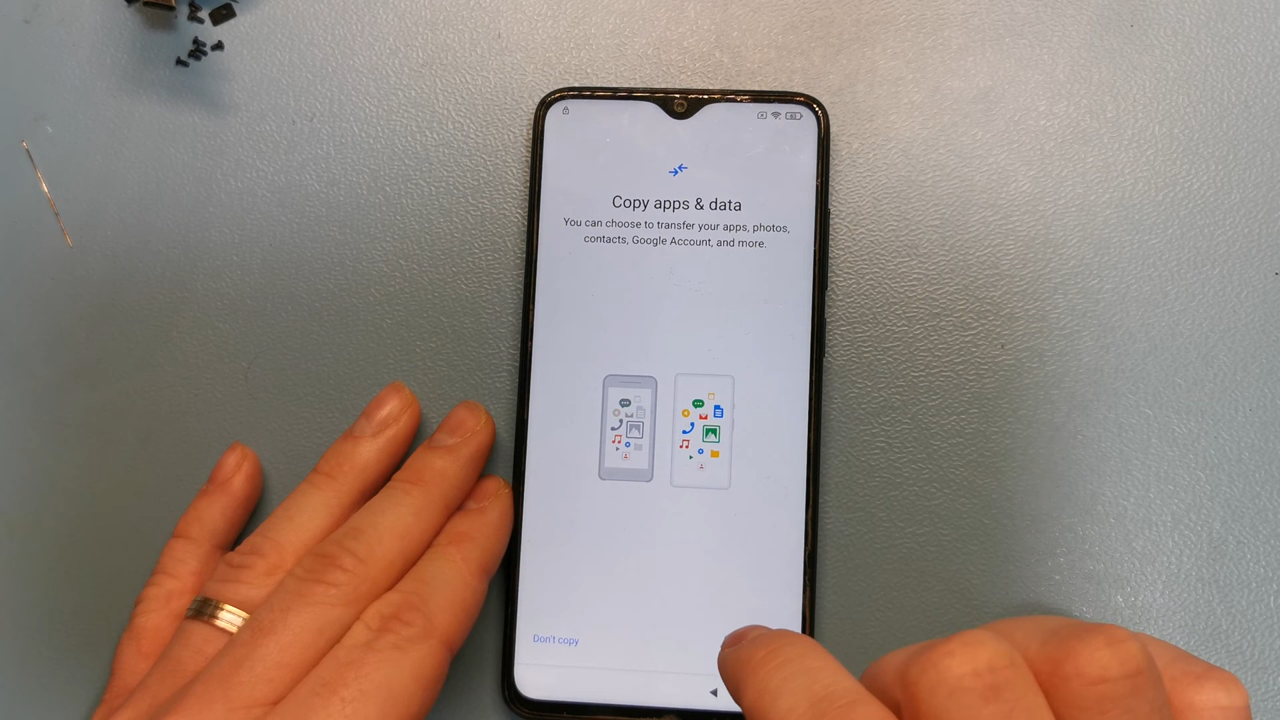 Copy apps & data
You can choose to transfer your apps, photos,
contacts, Google Account, and more.
Don't copy